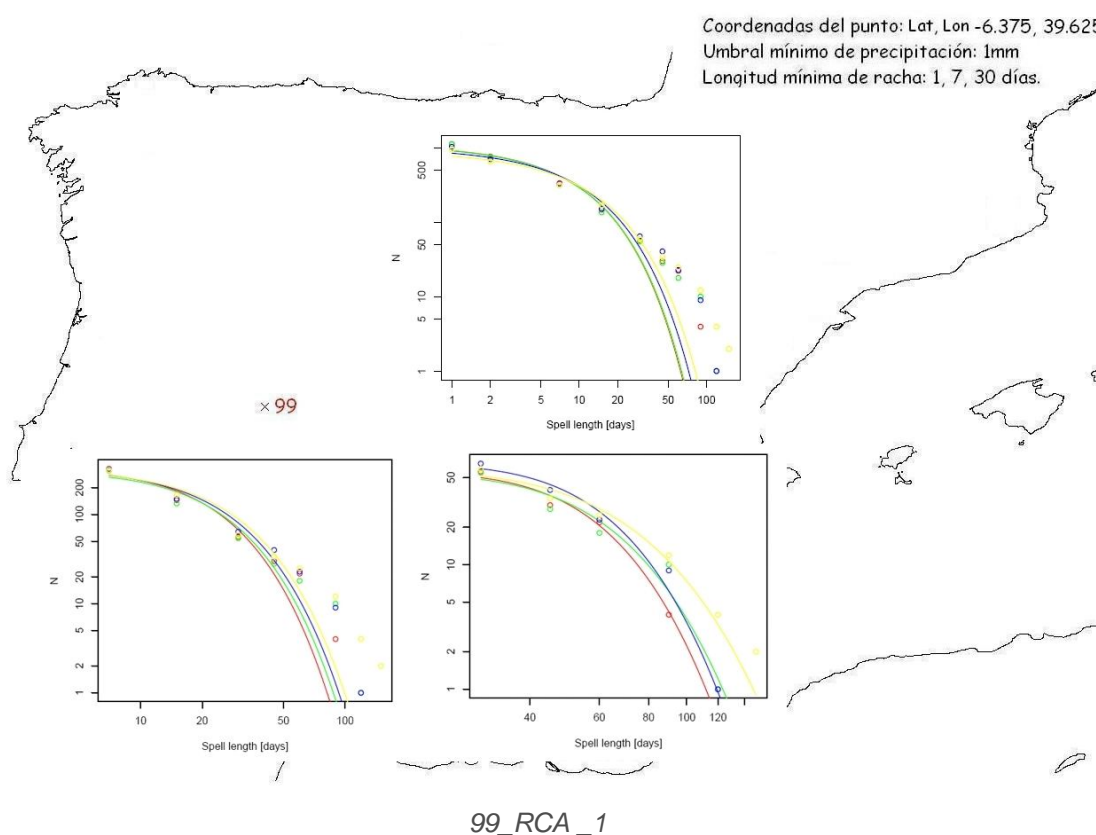 Coordenadas del punto: Lat, Lon -6.375, 39.625
Umbral mínimo de precipitación: 1mm
Longitud mínima de racha: 1, 7, 30 días.
500
50
10
5
1
N
1 2 5 10 20 50 100
Spell length [days]
× 99
200
100
50
20
10
5
2
1
N
10 20 50 100
Spell length [days]
50
20
10
5
2
1
N
40 60 80 100 120
Spell length [days]
99_RCA _1